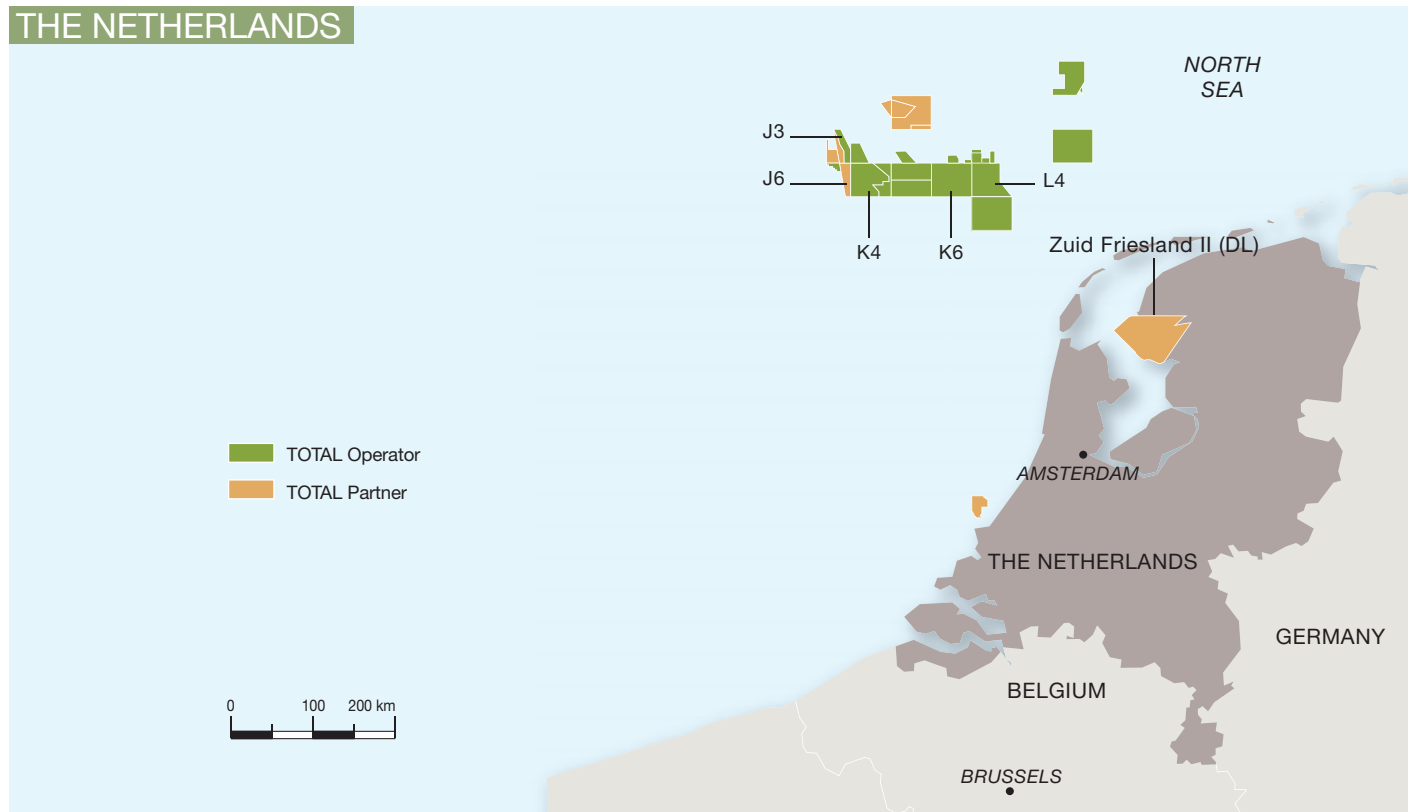 THE NETHERLANDS
NORTH
SEA
J3
J6
L4
K4
K6
Zuid Friesland II (DL)
TOTAL Operator
AMSTERDAM
TOTAL Partner
THE NETHERLANDS
GERMANY
BELGIUM
0 100 200 km
BRUSSELS